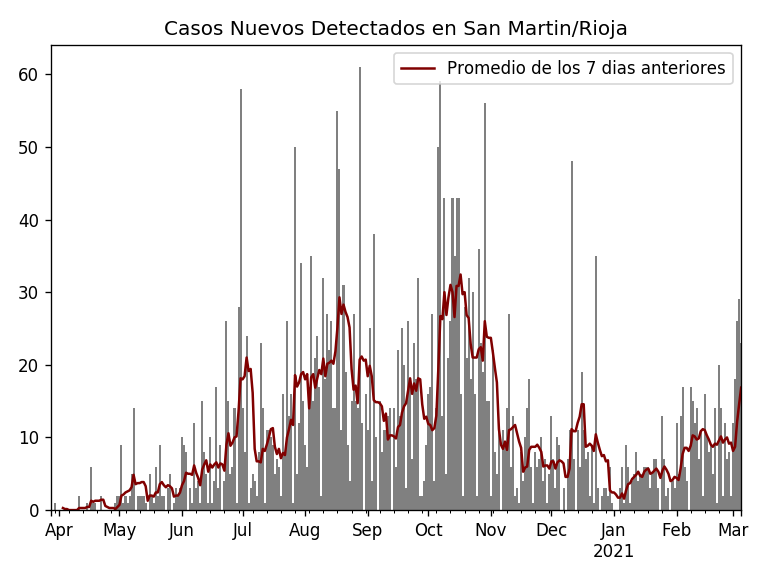 Casos Nuevos Detectados en San Martin/Rioja
Promedio de los 7 dias anteriores
60
50
40
30
20
10
0
Apr May Jun Jul Aug Sep Oct Nov Dec Jan Feb Mar
2021